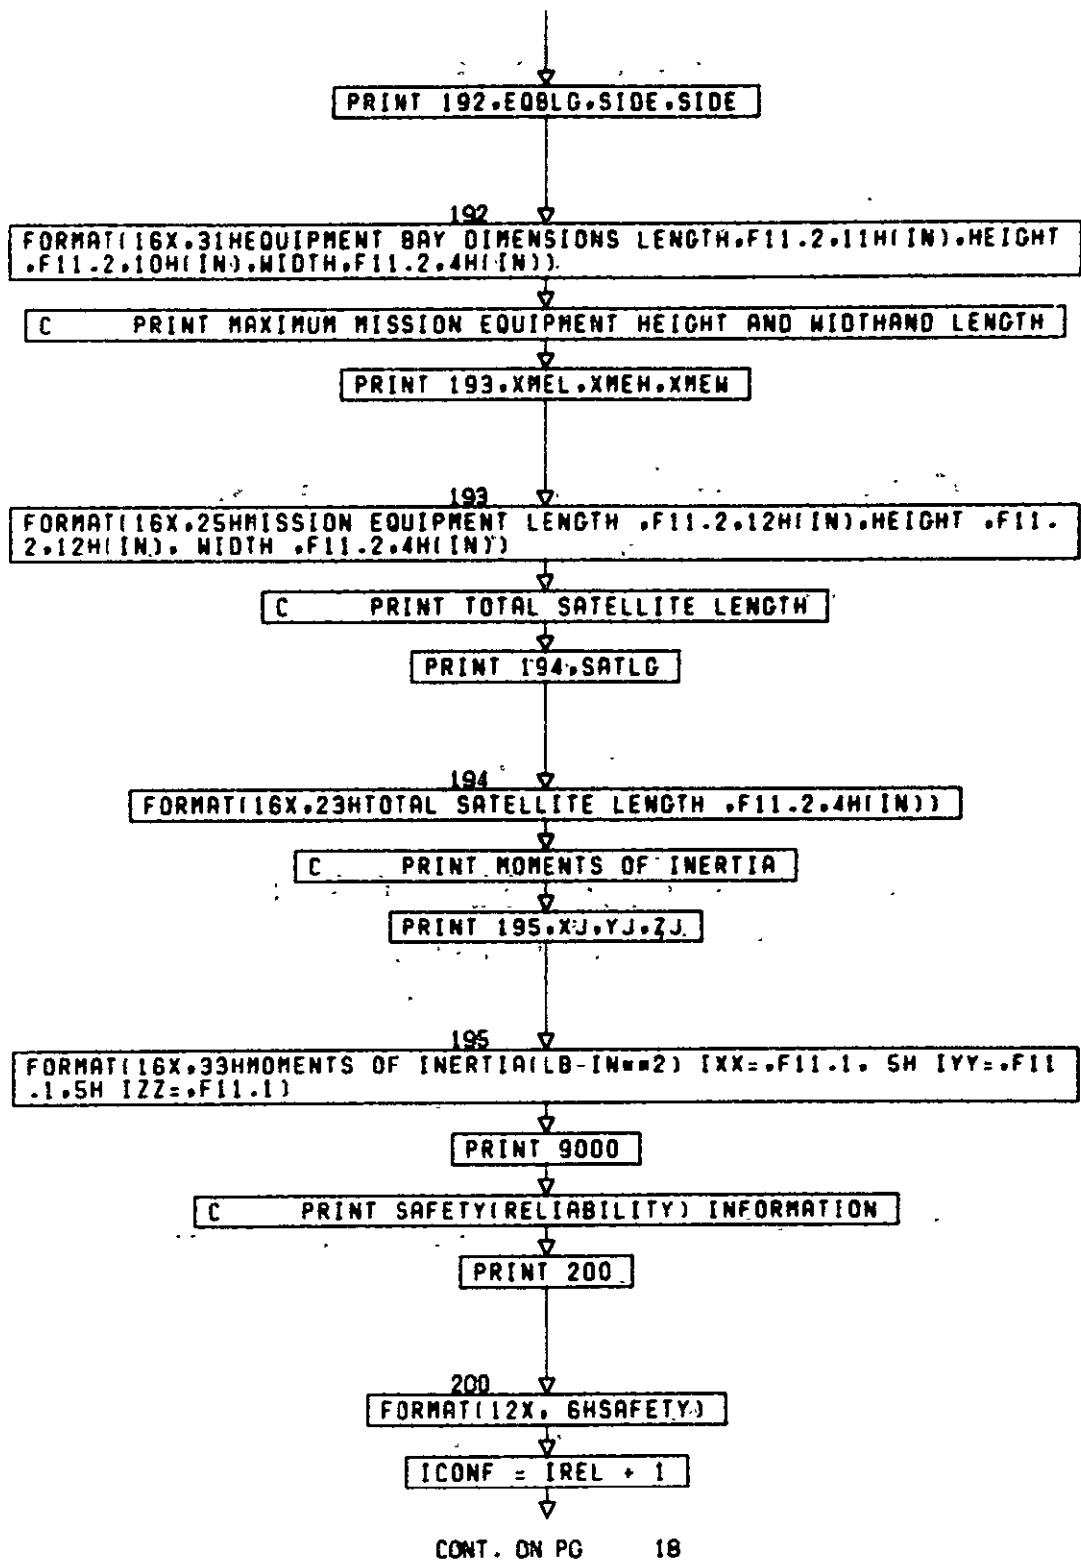 PRINT 192,EQBLG,SIDE,SIDE
192
FORMAT(16X,31HEQUIPMENT BAY DIMENSIONS LENGTH,F11.2,11H(IN),HEIGHT
,F11.2,10H(IN),WIDTH,F11.2,4H(IN))
C PRINT MAXIMUM MISSION EQUIPMENT HEIGHT AND WIDTHAND LENGTH
PRINT 193,XMEL,XMEH,XMEW
193
FORMAT(16X,25HMISSION EQUIPMENT LENGTH ,F11.2,12H(IN),HEIGHT ,F11.
2,12H(IN), WIDTH ,F11.2,4H(IN))
C PRINT TOTAL SATELLITE LENGTH
PRINT 194,SATLG
194
FORMAT(16X,23HTOTAL SATELLITE LENGTH ,F11.2,4H(IN))
C PRINT MOMENTS OF INERTIA
PRINT 195,XJ,YJ,ZJ
195
FORMAT(16X,33HMOMENTS OF INERTIA(LB-IN**2) IXX=,F11.1, 5H IYY=,F11
.1,5H IZZ=,F11.1)
PRINT 9000
C PRINT SAFETY(RELIABILITY) INFORMATION
PRINT 200
200
FORMAT(12X, 6HSAFETY)
ICONF = IREL + 1
CONT. ON PG 18